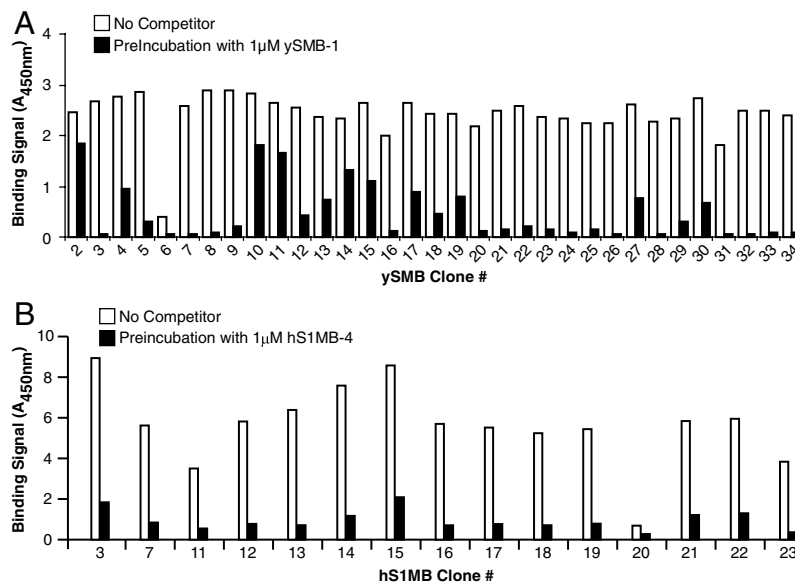 A
No Competitor
PreIncubation with 1µM ySMB-1
Binding Signal (A450nm)
4
3
2
1
0
2 3 4 5 6 7 8 9 10 11 12 13 14 15 16 17 18 19 20 21 22 23 24 25 26 27 28 29 30 31 32 33 34
ySMB Clone #
B
No Competitor
Preincubation with 1µM hS1MB-4
Binding Signal (A450nm)
10
8
6
4
2
0
3 7 11 12 13 14 15 16 17 18 19 20 21 22 23
hS1MB Clone #